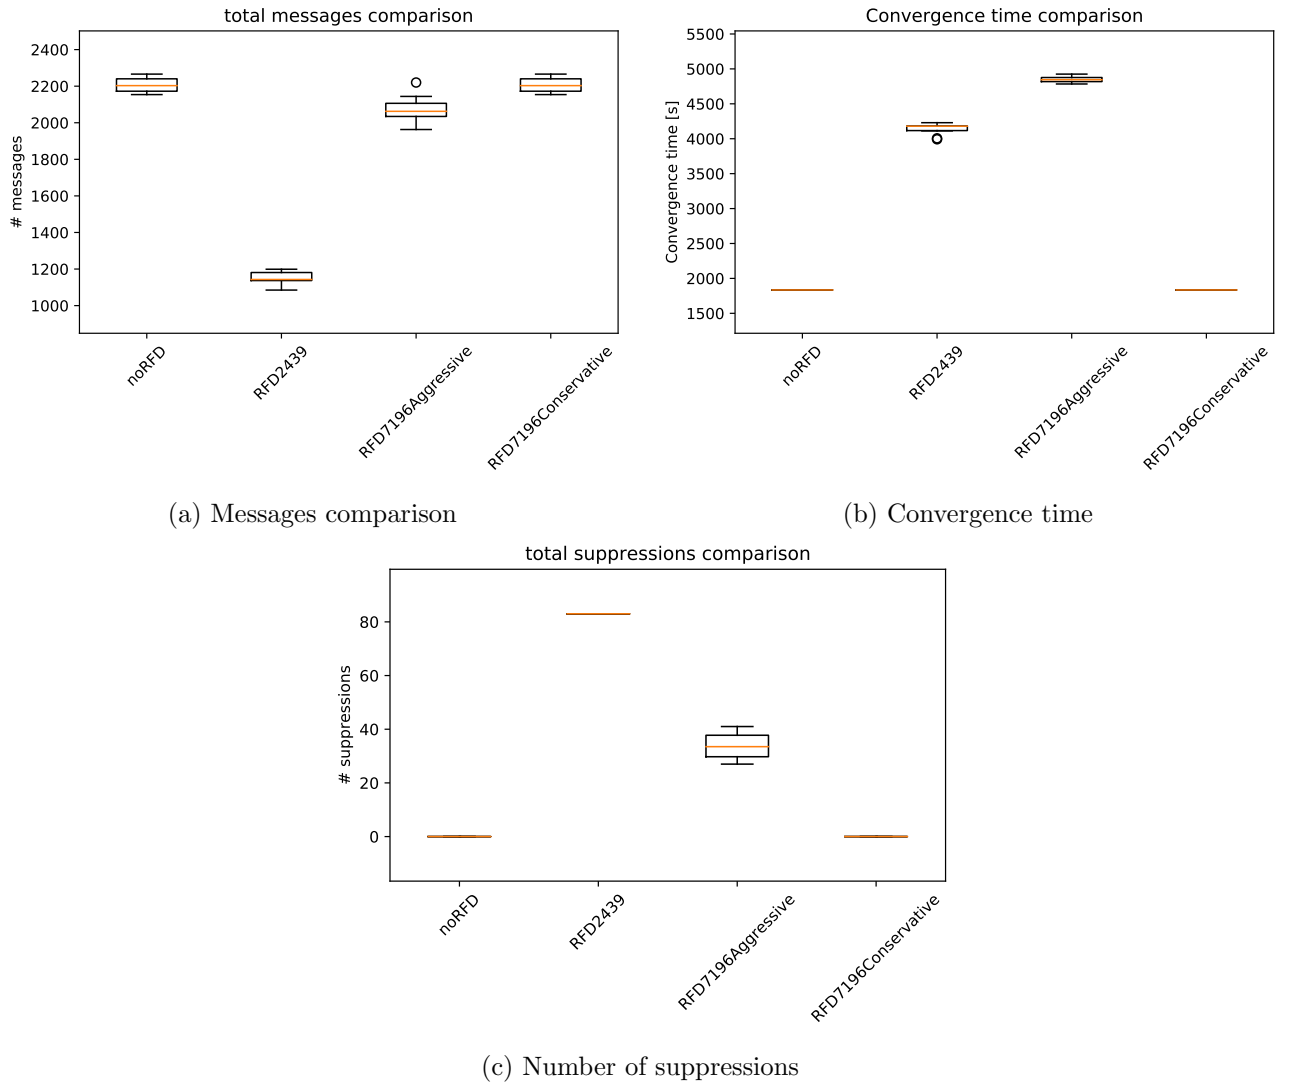 total messages comparison
# messages
2400
2200
2000
1800
1600
1400
1200
1000
noRFD
RFD2439
RFD7196Aggressive
RFD7196Conservative
(a) Messages comparison
Convergence time comparison
Convergence time [s]
5500
5000
4500
4000
3500
3000
2500
2000
1500
noRFD
RFD2439
RFD7196Aggressive
RFD7196Conservative
(b) Convergence time
total suppressions comparison
# suppressions
80
60
40
20
0
noRFD
RFD2439
RFD7196Aggressive
RFD7196Conservative
(c) Number of suppressions